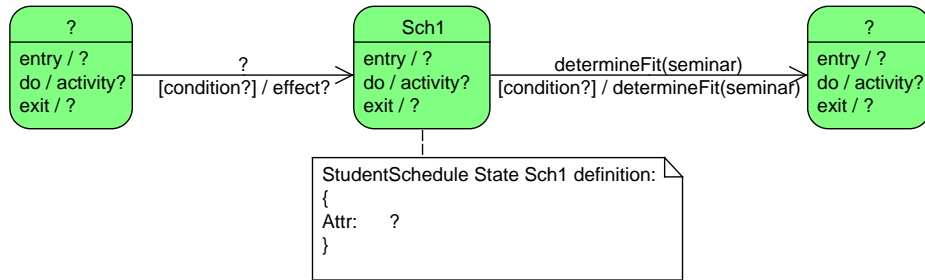 ?
entry / ?
do / activity?
exit / ?
?
[condition?] / effect?
Sch1
entry / ?
do / activity?
exit / ?
determineFit(seminar)
[condition?] / determineFit(seminar)
?
entry / ?
do / activity?
exit / ?
StudentSchedule State Sch1 definition:
{
Attr: ?
}